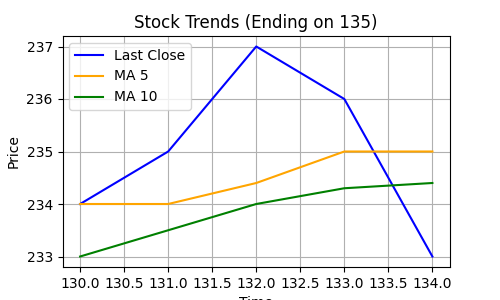 Stock Trends (Ending on 135)
Last Close
MA 5
MA 10
Price
237
236
235
234
233
130.0 130.5 131.0 131.5 132.0 132.5 133.0 133.5 134.0
Time